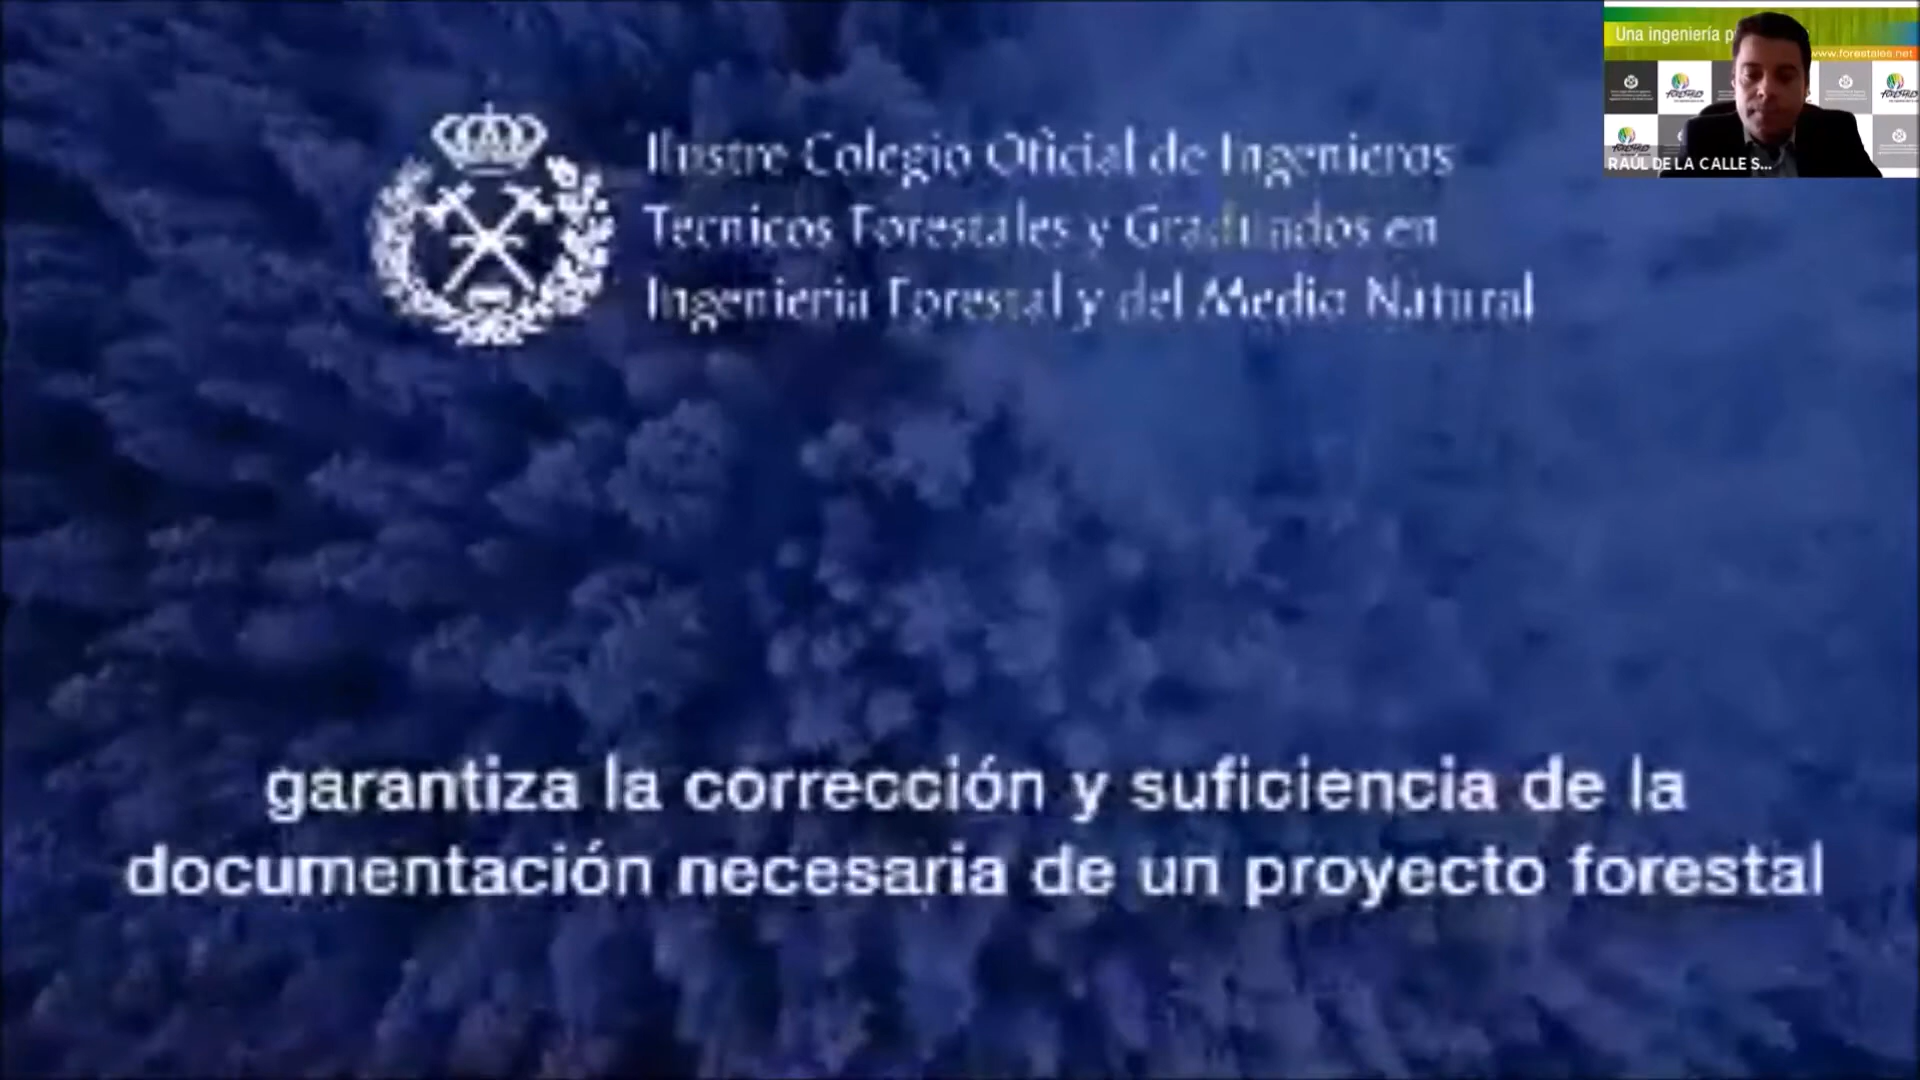 Ilustre Colegio Oficial de Ingenieros
Tecnicos Forestales y Graduados en
Ingenieria Forestal y del Medio Natural
garantiza la corrección y suficiencia de la
documentación necesaria de un proyecto forestal
Una ingeniería
www.forestales.net
RAÚL DE LA CALLE S...